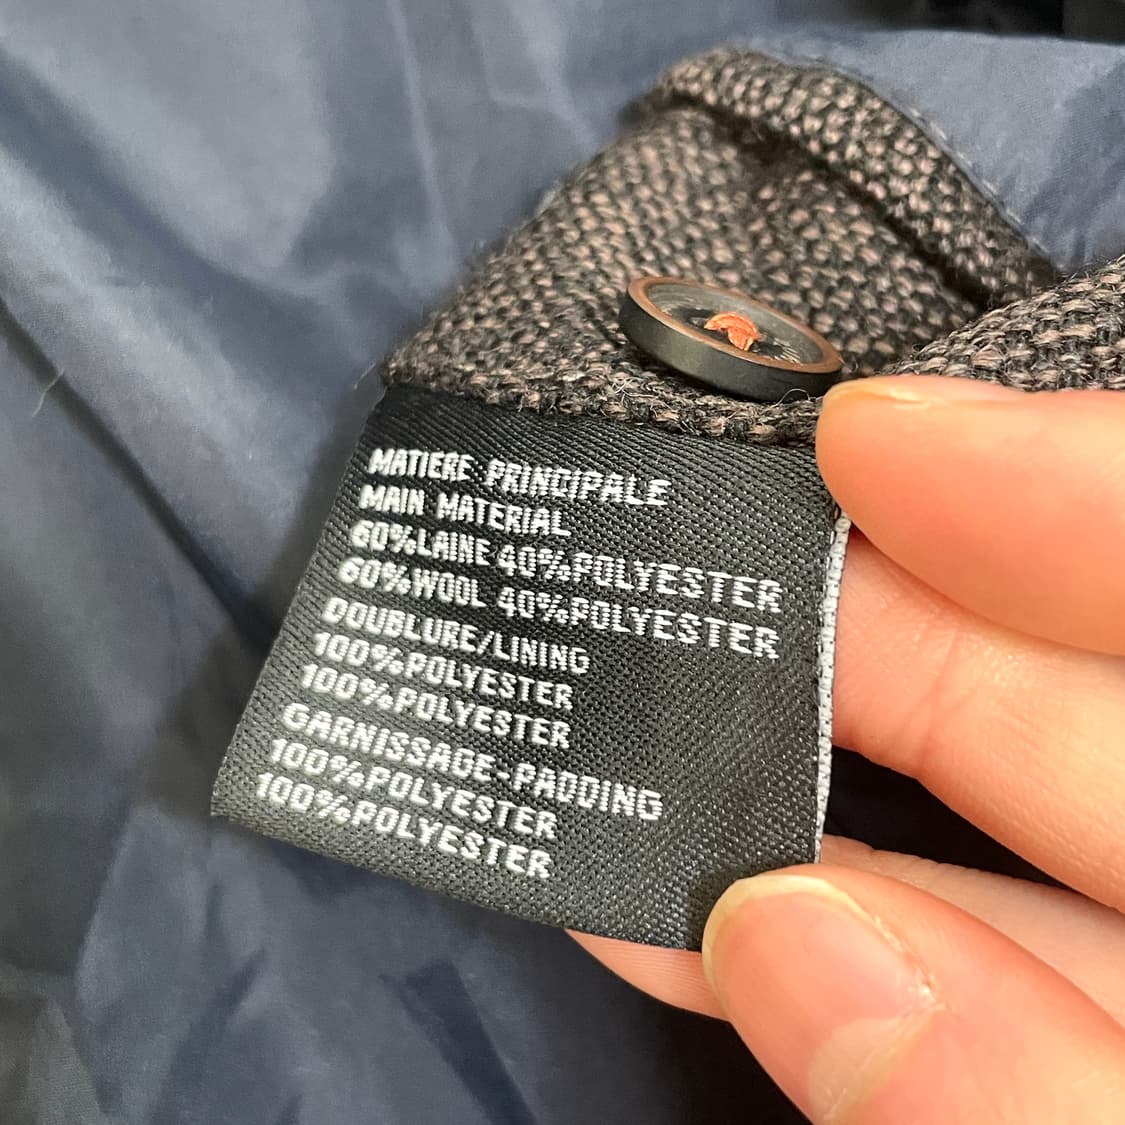 MATIERE PRINCIPALE
MAIN MATERIAL
60%LAINE 40%POLYESTER
60%WOOL 40%POLYESTER
DOUBLURE/LINING
100%POLYESTER
100%POLYESTER
GARNISSAGE-PADDING
100%POLYESTER
100%POLYESTER